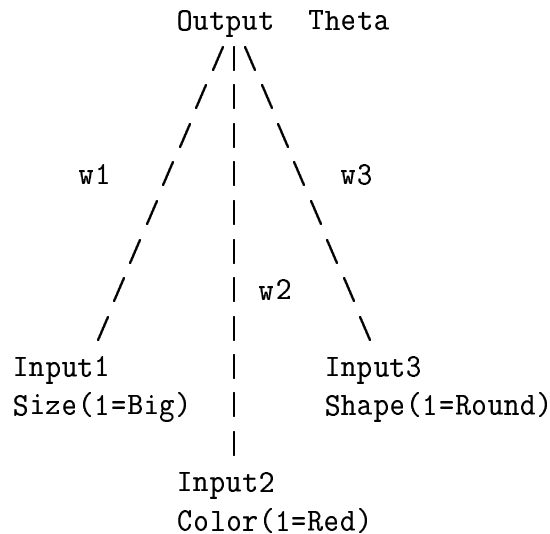 Output Theta
w1
w3
w2
Input1
Size(1=Big)
Input3
Shape(1=Round)
Input2
Color(1=Red)